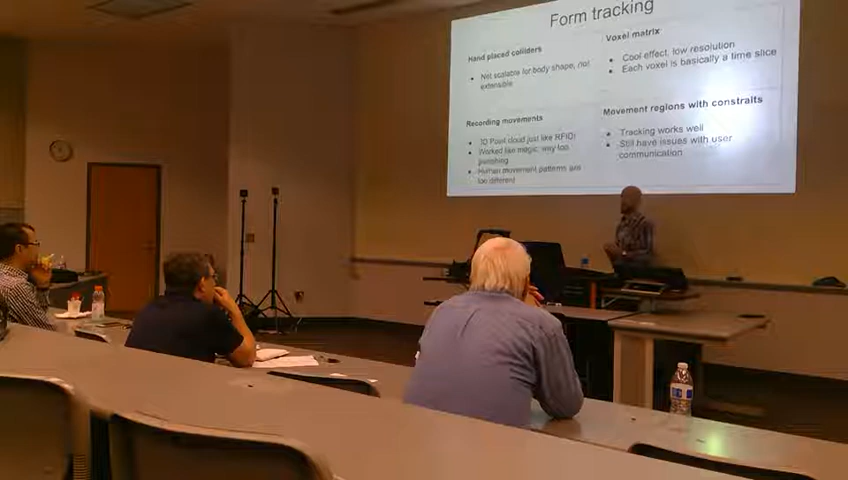 Form tracking
Hand placed colliders
Not scalable for body shape, not
extensible
Voxel matrix
Cool effect, low resolution
Each voxel is basically a time slice
Recording movements
3D Point cloud just like RFID!
Worked like magic, way too
punishing
Human movement patterns are
too different
Movement regions with constraits
Tracking works well
Still have issues with user
communication